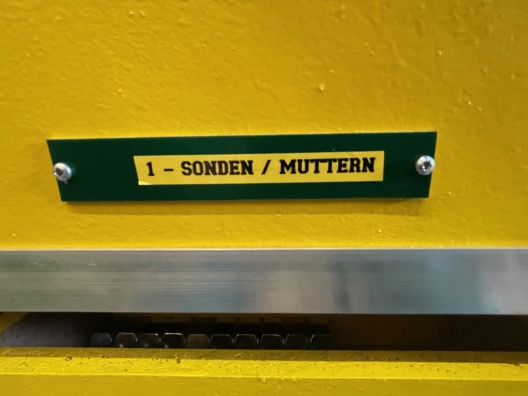 1 - SONDEN / MUTTERN